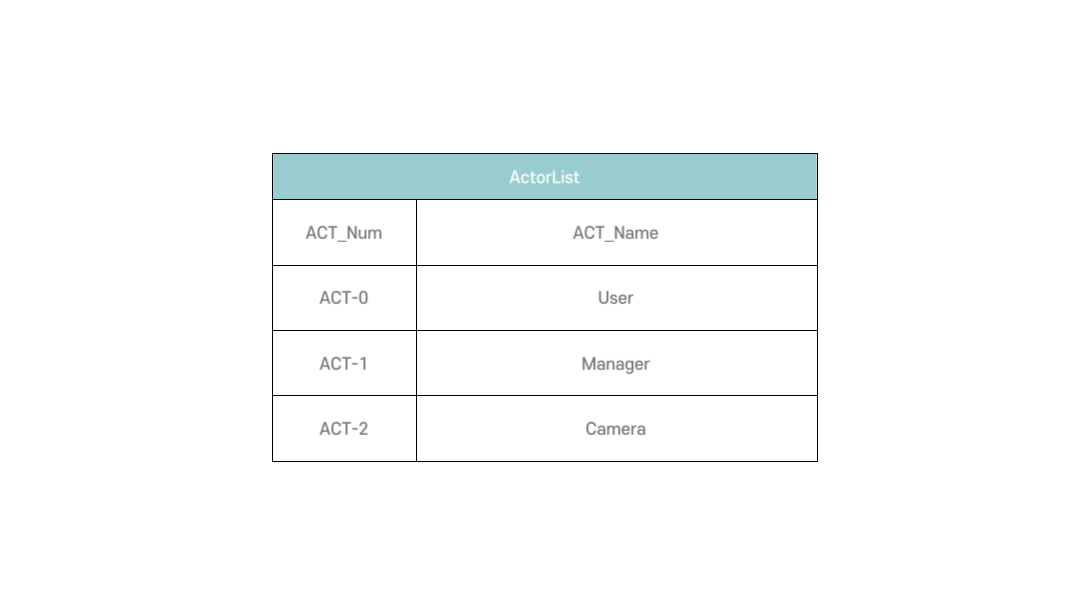 ActorList
ACT_Num ACT_Name
ACT-0 User
ACT-1 Manager
ACT-2 Camera